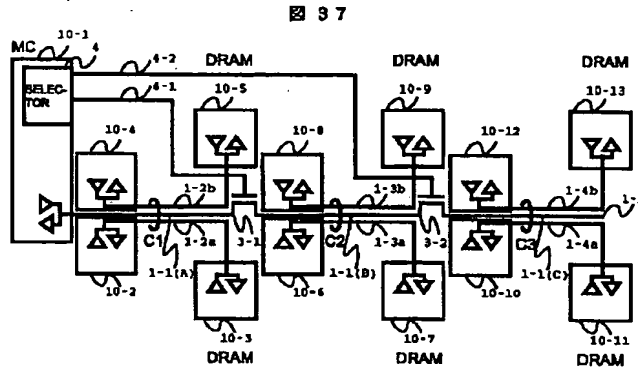 図 37
MC
10-1
4
SELEC-
TOR
4-2
4-1
DRAM
DRAM
DRAM
10-5
10-9
10-13
10-4
10-8
10-12
1-2b
1-3b
1-4b
C1
1-2a
3-1
C2
1-3a
3-2
C3
1-4a
1-1(A)
1-1(B)
1-1(C)
10-2
10-6
10-10
10-3
10-7
10-11
DRAM
DRAM
DRAM